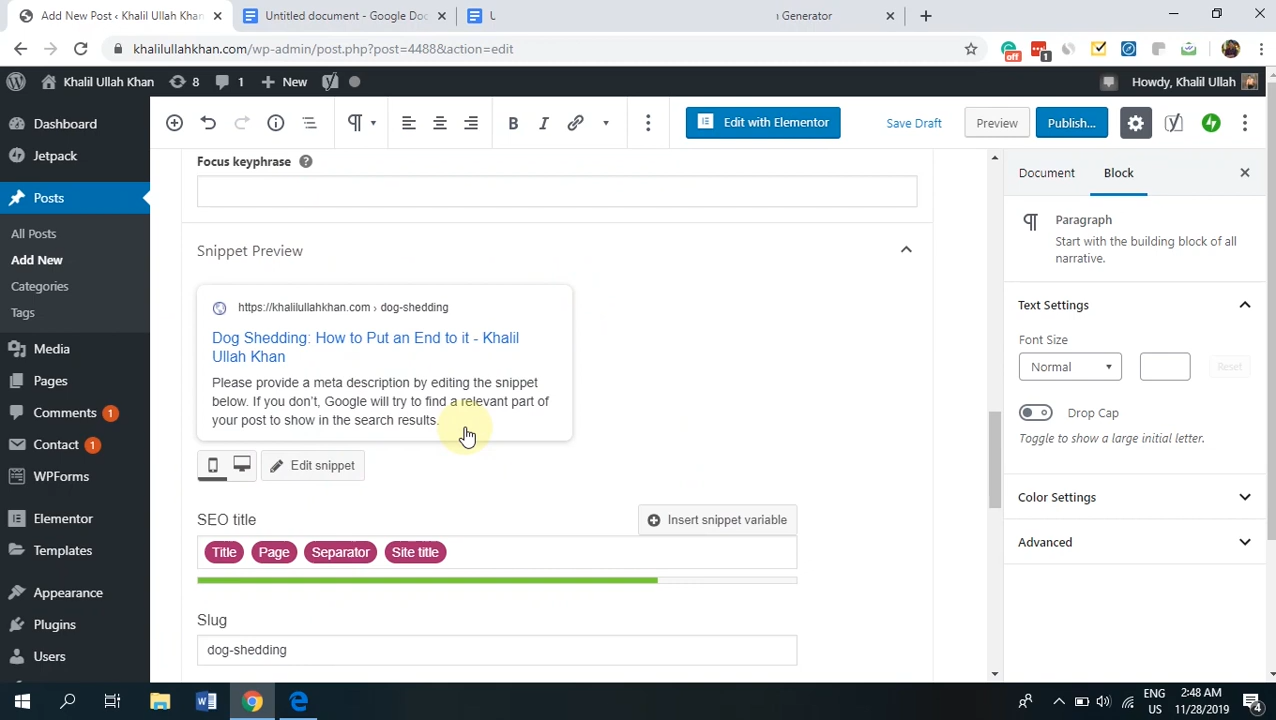 Add New Post ‹ Khalil Ullah Khan
Untitled document - Google Doc
Generator
khalilullahkhan.com/wp-admin/post.php?post=4488&action=edit
off
1
Khalil Ullah Khan
8
1
New
Howdy, Khalil Ullah
Dashboard
Jetpack
Posts
All Posts
Add New
Categories
Tags
Media
Pages
Comments 1
Contact 1
WPForms
Elementor
Templates
Appearance
Plugins
Users
B I
Edit with Elementor
Save Draft
Preview
Publish...
Focus keyphrase ?
Snippet Preview
https://khalilullahkhan.com › dog-shedding
Dog Shedding: How to Put an End to it - Khalil
Ullah Khan
Please provide a meta description by editing the snippet
below. If you don’t, Google will try to find a relevant part of
your post to show in the search results.
Edit snippet
SEO title
Insert snippet variable
Title Page Separator Site title
Slug
dog-shedding
Document
Block
Paragraph
Start with the building block of all
narrative.
Text Settings
Font Size
Normal
Reset
Drop Cap
Toggle to show a large initial letter.
Color Settings
Advanced
ENG
US
2:48 AM
11/28/2019
4